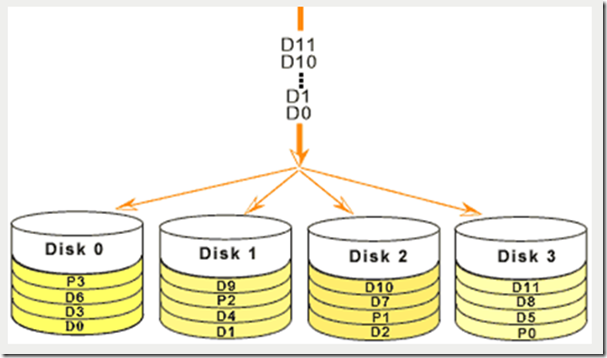 D11
D10
D1
D0
Disk 0
Disk 1
Disk 2
Disk 3
P3
D9
D10
D11
D6
P2
D7
D8
D3
D4
P1
D5
D0
D1
D2
P0